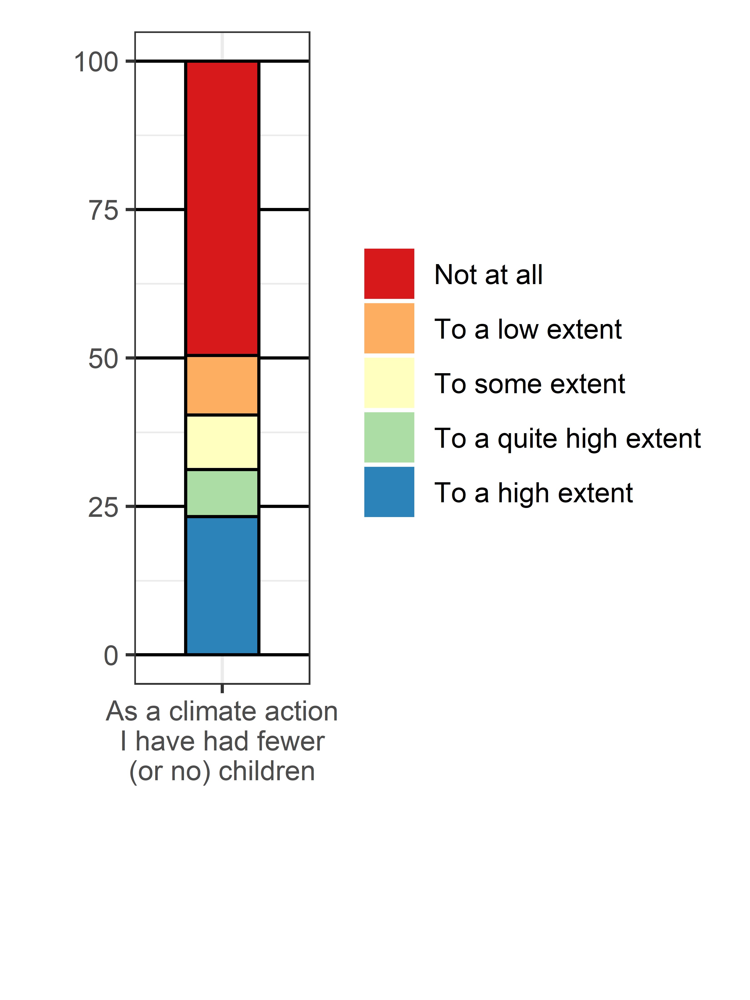 100
75
50
25
0
As a climate action
I have had fewer
(or no) children
Not at all
To a low extent
To some extent
To a quite high extent
To a high extent